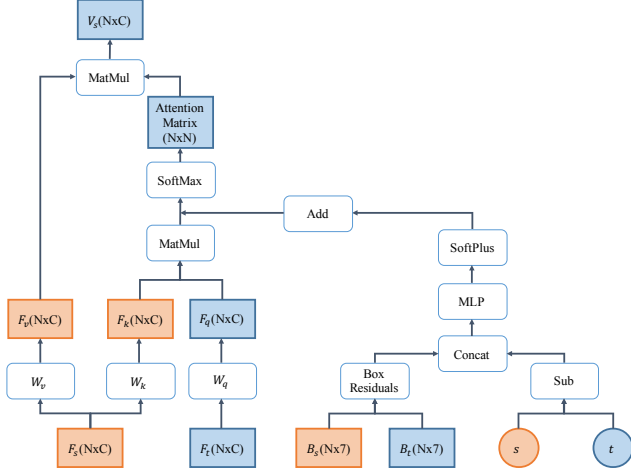 V_s(NxC)
MatMul
Attention
Matrix
(NxN)
SoftMax
Add
MatMul
SoftPlus
F_v(NxC)
F_k(NxC)
F_q(NxC)
MLP
Concat
W_v
W_k
W_q
Box
Residuals
Sub
F_s(NxC)
F_t(NxC)
B_s(Nx7)
B_t(Nx7)
s
t